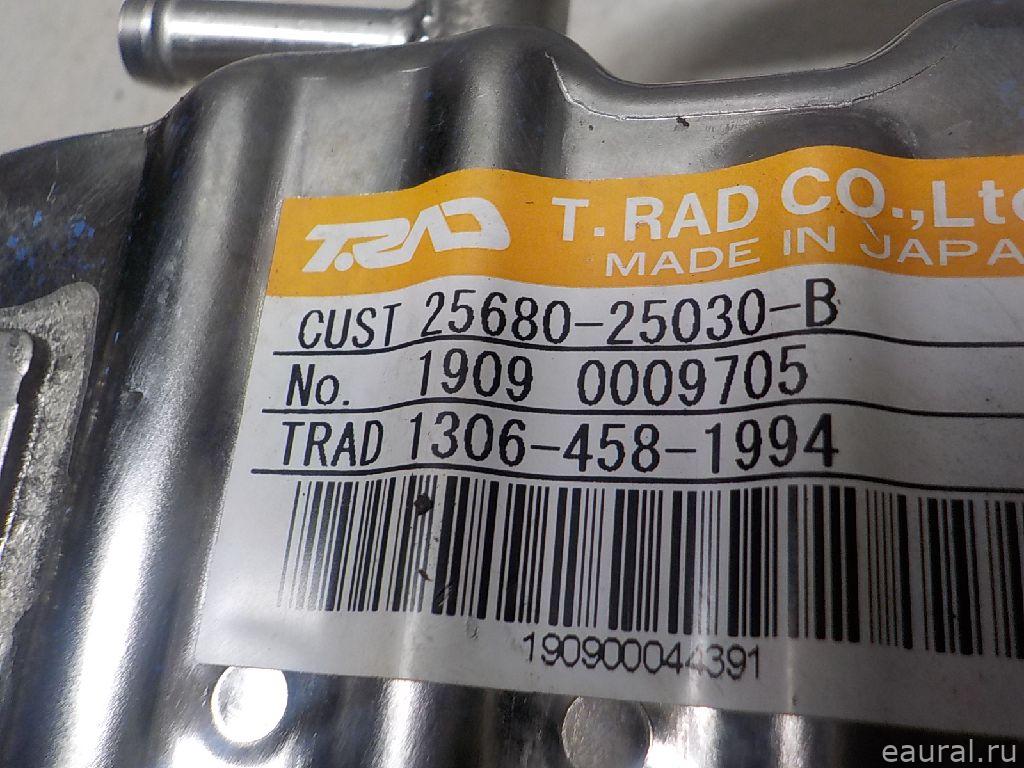 T.RAD T. RAD CO.,Ltd
MADE IN JAPA
CUST 25680-25030-B
No. 1909 0009705
TRAD 1306-458-1994
190900044391
eaural.ru